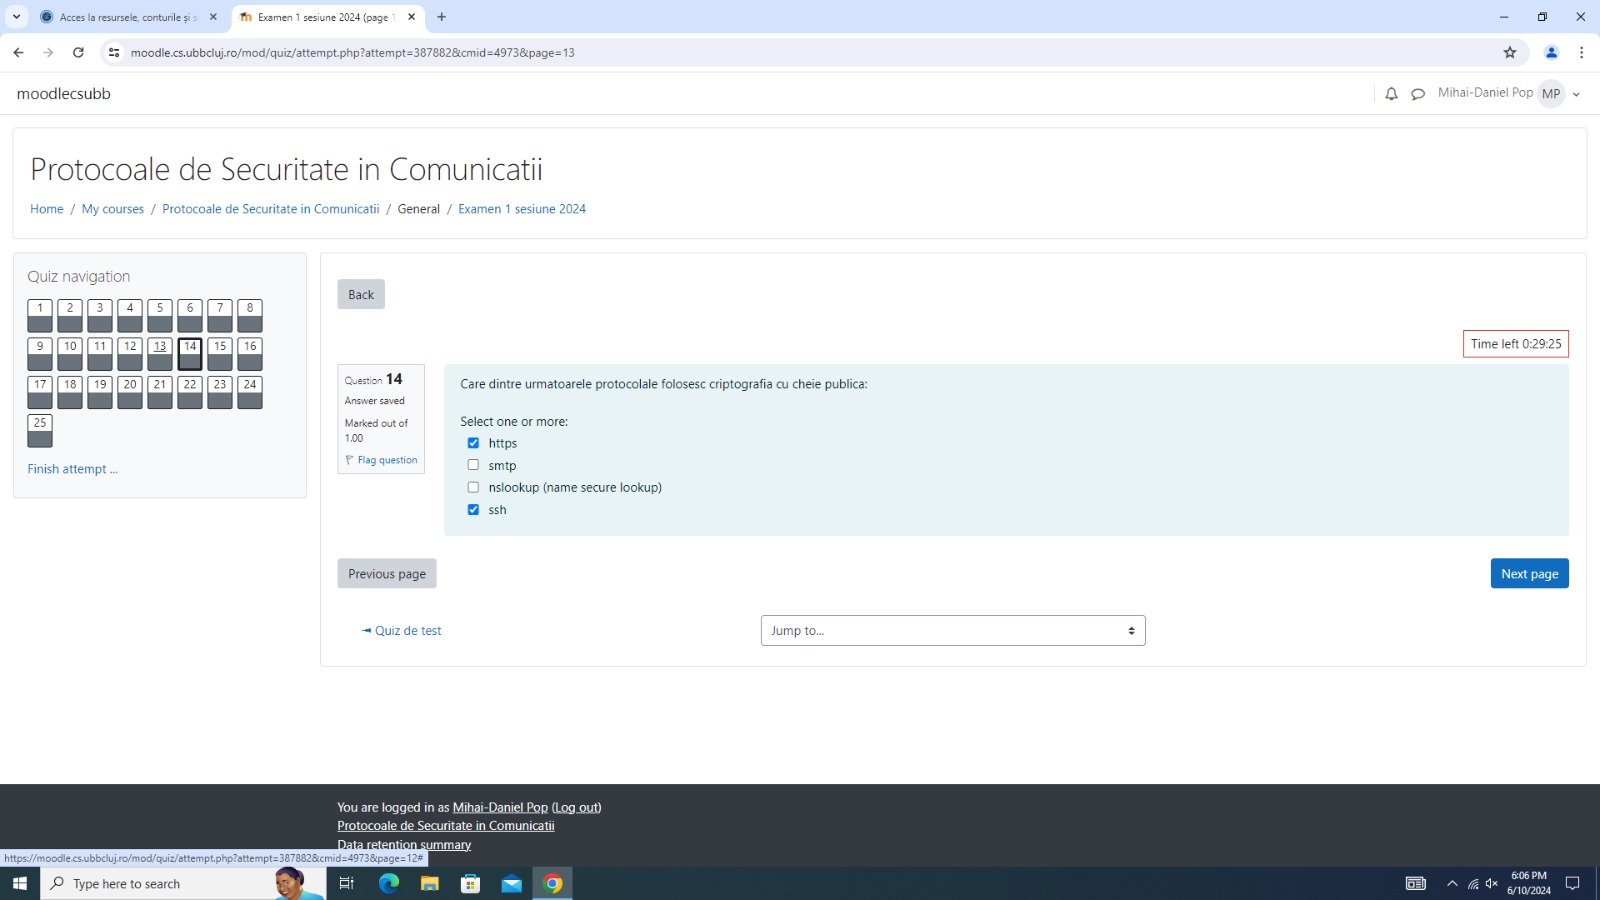 Acces la resursele, conturile și s
Examen 1 sesiune 2024 (page 1
moodle.cs.ubbcluj.ro/mod/quiz/attempt.php?attempt=387882&cmid=4973&page=13
moodlecsubb
Mihai-Daniel Pop
MP
Protocoale de Securitate in Comunicatii
Home / My courses / Protocoale de Securitate in Comunicatii / General / Examen 1 sesiune 2024
Quiz navigation
1 2 3 4 5 6 7 8
9 10 11 12 13 14 15 16
17 18 19 20 21 22 23 24
25
Finish attempt ...
Back
Time left 0:29:25
Question 14
Answer saved
Marked out of
1.00
Flag question
Care dintre urmatoarele protocolale folosesc criptografia cu cheie publica:
Select one or more:
https
smtp
nslookup (name secure lookup)
ssh
Previous page
Next page
◄ Quiz de test
Jump to...
You are logged in as Mihai-Daniel Pop (Log out)
Protocoale de Securitate in Comunicatii
Data retention summary
https://moodle.cs.ubbcluj.ro/mod/quiz/attempt.php?attempt=387882&cmid=4973&page=12#
Type here to search
6:06 PM
6/10/2024